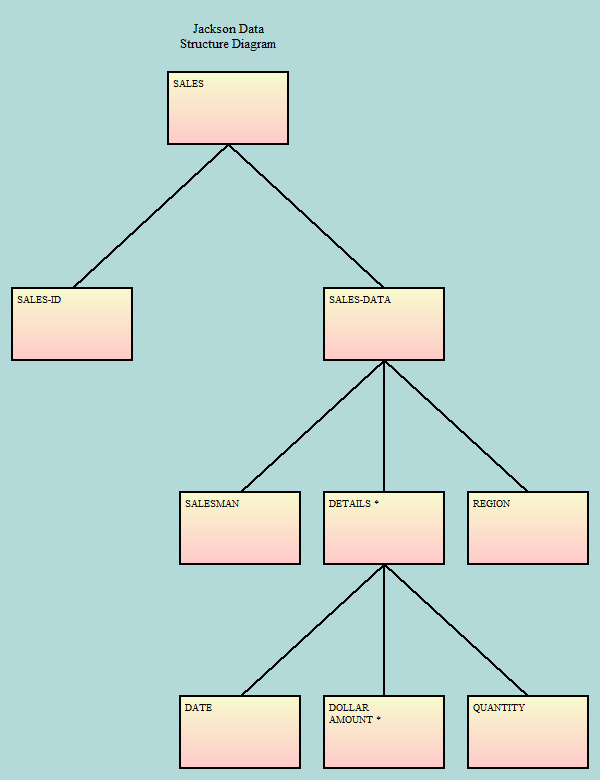 Jackson Data
Structure Diagram
SALES
SALES-ID
SALES-DATA
SALESMAN
DETAILS *
REGION
DATE
DOLLAR
AMOUNT *
QUANTITY